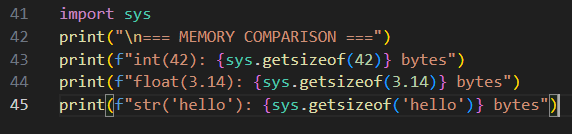 41 import sys
42 print("\n=== MEMORY COMPARISON ===")
43 print(f"int(42): {sys.getsizeof(42)} bytes")
44 print(f"float(3.14): {sys.getsizeof(3.14)} bytes")
45 print(f"str('hello'): {sys.getsizeof('hello')} bytes")